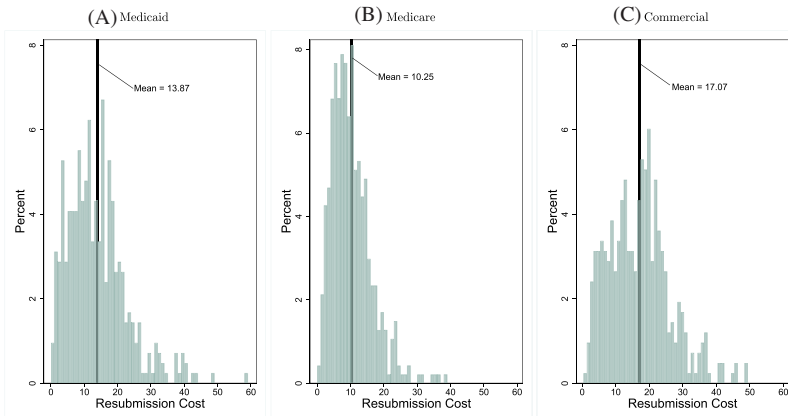 (A) Medicaid
(B) Medicare
(C) Commercial
8
6
4
2
0
Percent
Mean = 13.87
0 10 20 30 40 50 60
Resubmission Cost
8
6
4
2
0
Percent
Mean = 10.25
0 10 20 30 40 50 60
Resubmission Cost
8
6
4
2
0
Percent
Mean = 17.07
0 10 20 30 40 50 60
Resubmission Cost